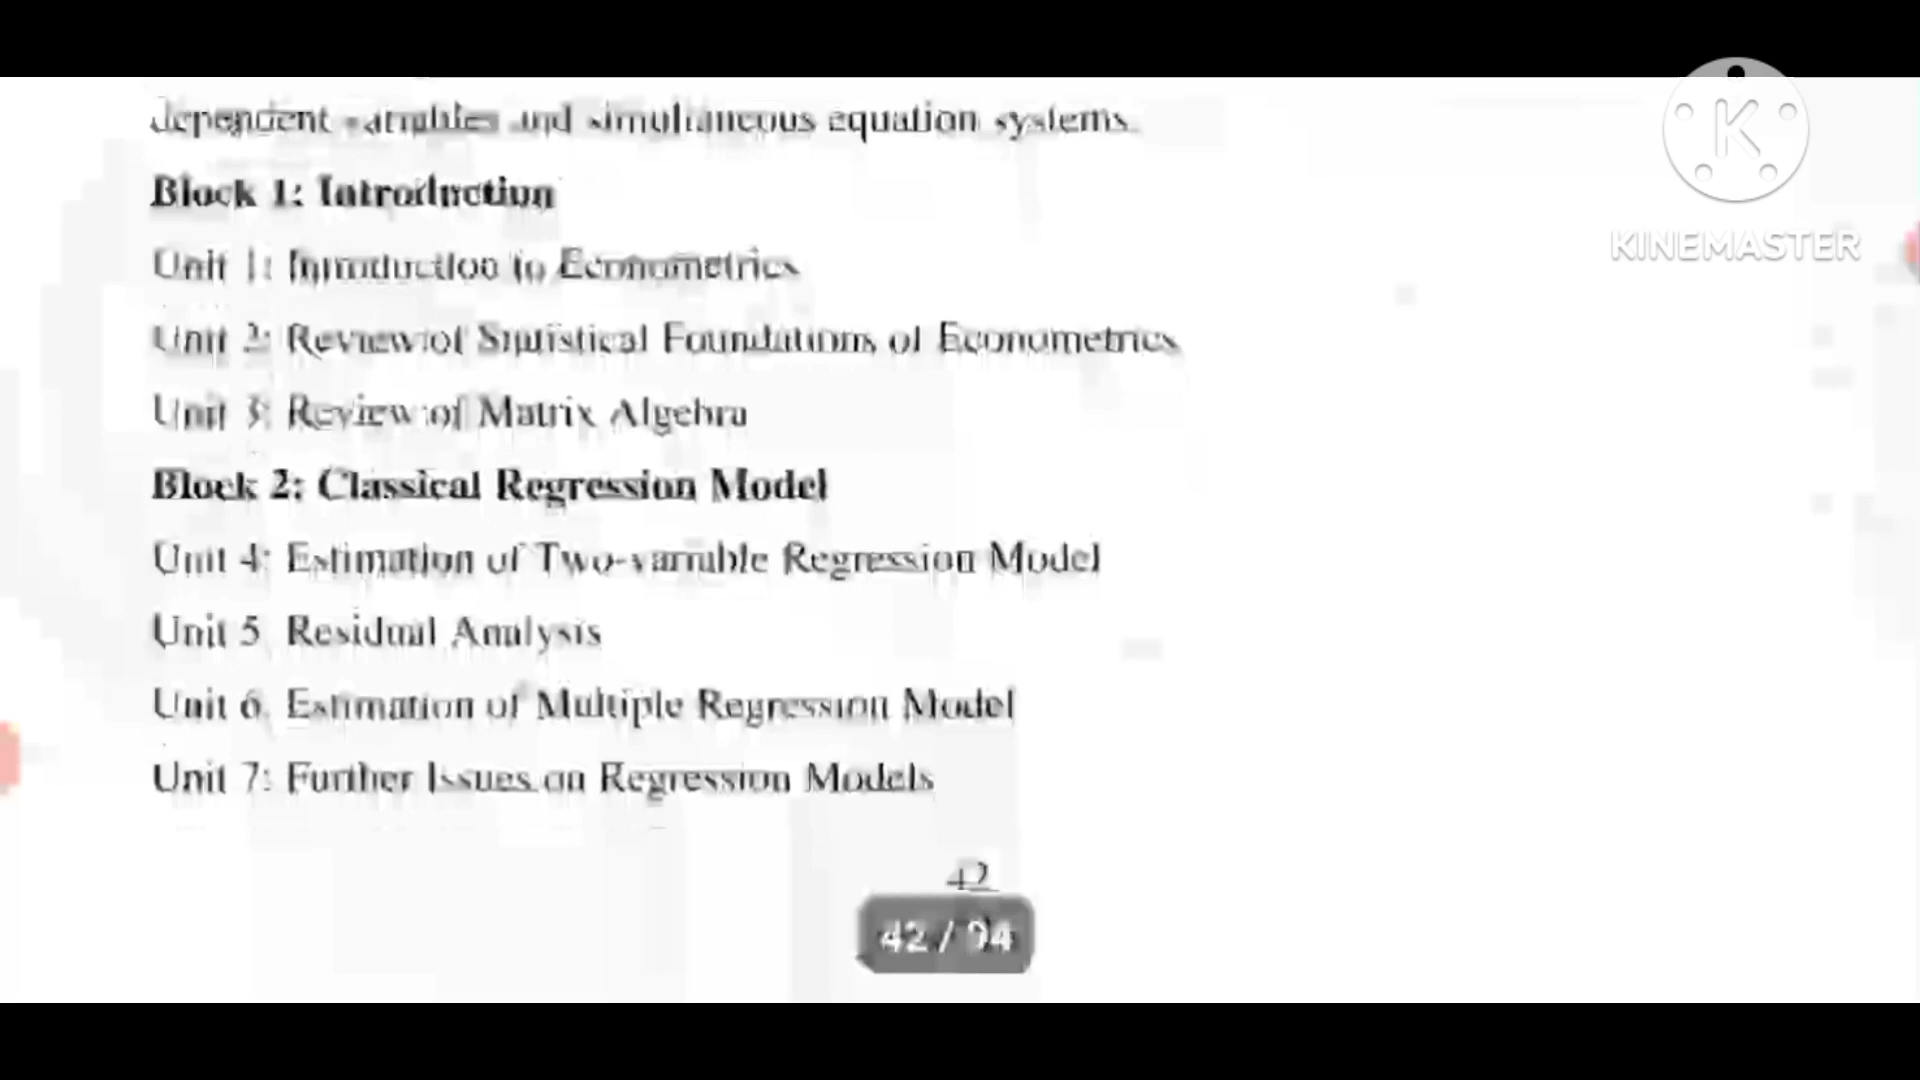 dependent variables and simultaneous equation systems.
Block 1: Introduction
Unit 1: Introduction to Econometrics
Unit 2: Review of Statistical Foundations of Econometrics
Unit 3: Review of Matrix Algebra
Block 2: Classical Regression Model
Unit 4: Estimation of Two-variable Regression Model
Unit 5: Residual Analysis
Unit 6: Estimation of Multiple Regression Model
Unit 7: Further Issues on Regression Models
42
42 / 94
K
KINEMASTER